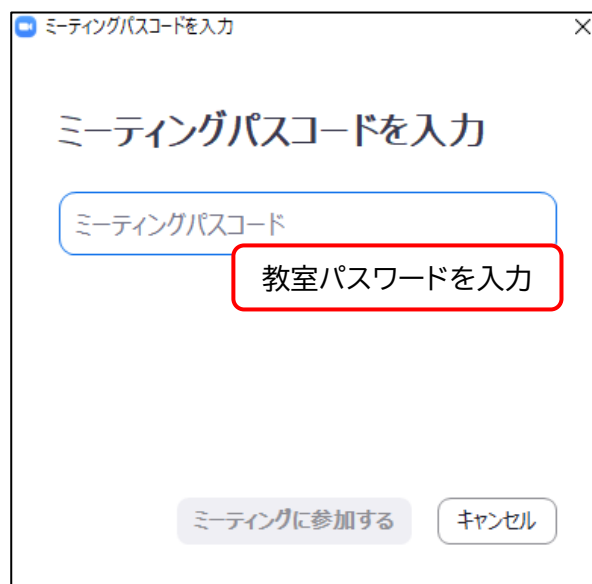 ミーティングパスコードを入力
ミーティングパスコードを入力
ミーティングパスコード
教室パスワードを入力
ミーティングに参加する
キャンセル